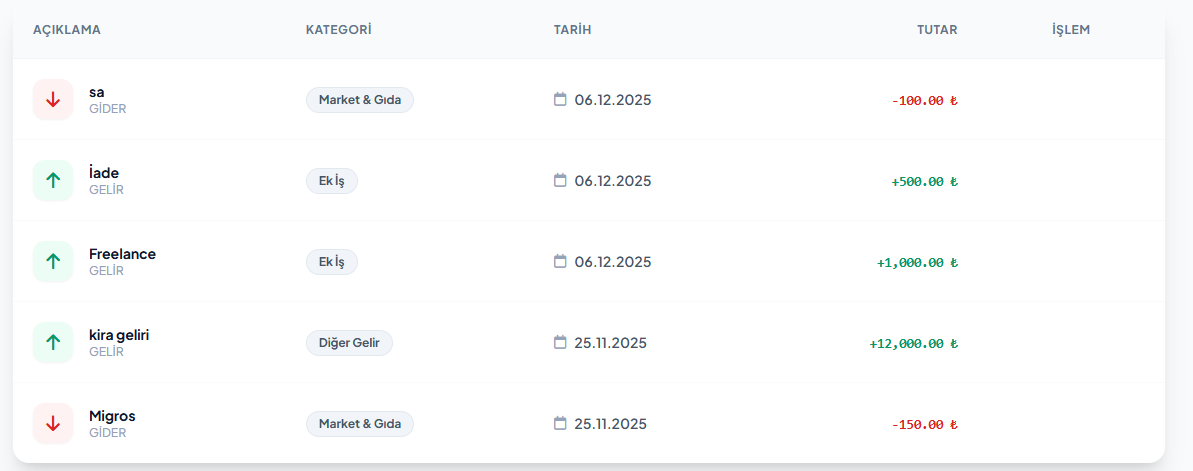 AÇIKLAMA KATEGORİ TARİH TUTAR İŞLEM
sa
GİDER
Market & Gıda 06.12.2025 -100.00 ₺
İade
GELİR
Ek İş 06.12.2025 +500.00 ₺
Freelance
GELİR
Ek İş 06.12.2025 +1,000.00 ₺
kira geliri
GELİR
Diğer Gelir 25.11.2025 +12,000.00 ₺
Migros
GİDER
Market & Gıda 25.11.2025 -150.00 ₺